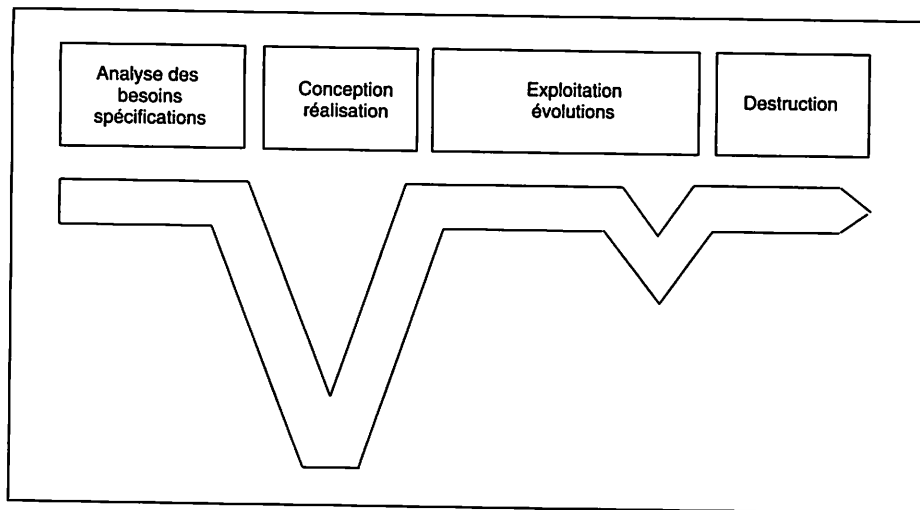 Analyse des
besoins
spécifications
Conception
réalisation
Exploitation
évolutions
Destruction